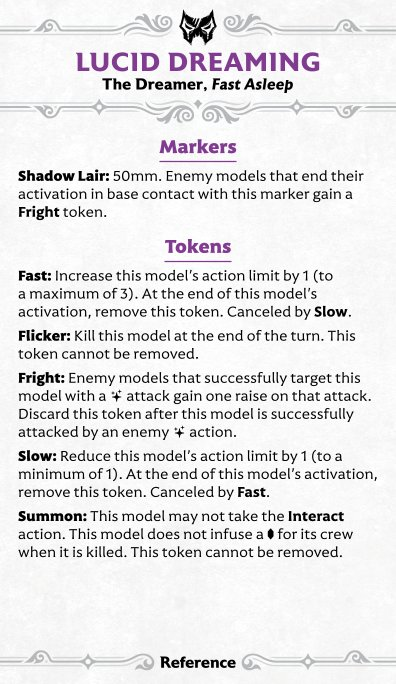 LUCID DREAMING
The Dreamer, Fast Asleep
Markers
Shadow Lair: 50mm. Enemy models that end their
activation in base contact with this marker gain a
Fright token.
Tokens
Fast: Increase this model's action limit by 1 (to
a maximum of 3). At the end of this model's
activation, remove this token. Canceled by Slow.
Flicker: Kill this model at the end of the turn. This
token cannot be removed.
Fright: Enemy models that successfully target this
model with a attack gain one raise on that attack.
Discard this token after this model is successfully
attacked by an enemy action.
Slow: Reduce this model's action limit by 1 (to a
minimum of 1). At the end of this model's activation,
remove this token. Canceled by Fast.
Summon: This model may not take the Interact
action. This model does not infuse a for its crew
when it is killed. This token cannot be removed.
Reference